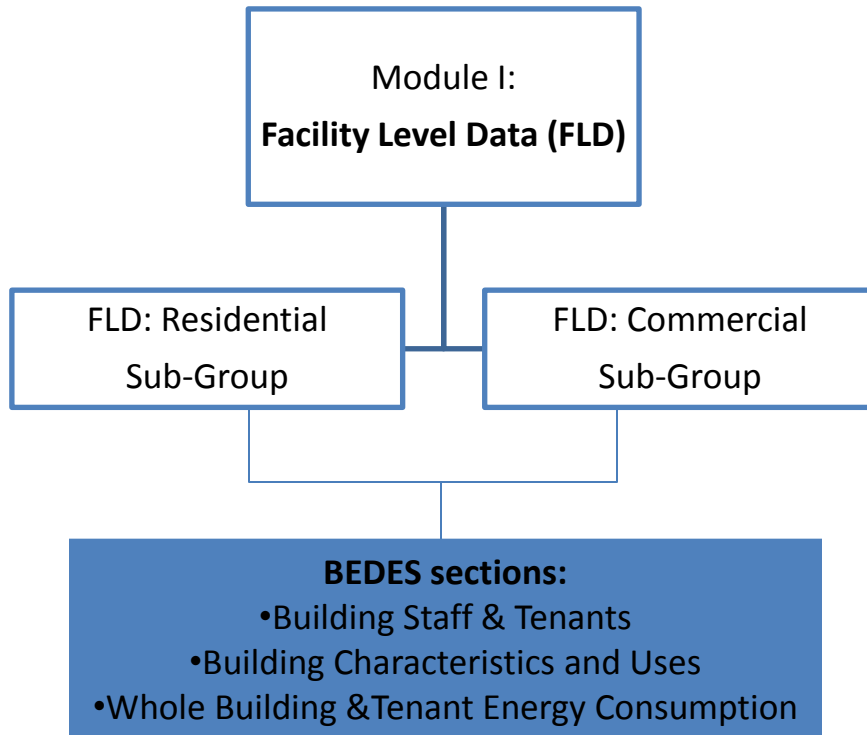 Module I:
Facility Level Data (FLD)
FLD: Residential
Sub-Group
FLD: Commercial
Sub-Group
BEDES sections:
•Building Staff & Tenants
•Building Characteristics and Uses
•Whole Building &Tenant Energy Consumption